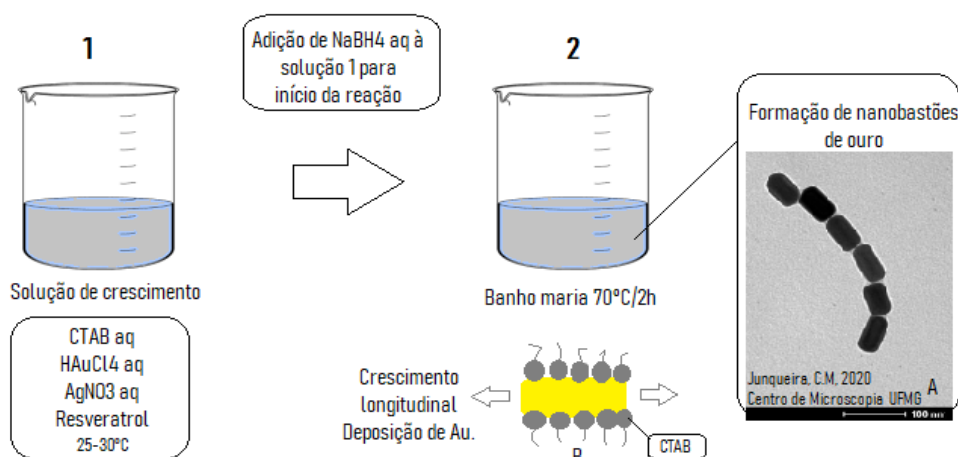 1
Adição de NaBH4 aq à
solução 1 para
início da reação
2
Formação de nanobastões
de ouro
Solução de crescimento
CTAB aq
HAuCl4 aq
AgNO3 aq
Resveratrol
25-30ºC
Banho maria 70ºC/2h
Crescimento
longitudinal
Deposição de Au.
CTAB
Junqueira, C.M, 2020
Centro de Microscopia UFMG
A
100 nm